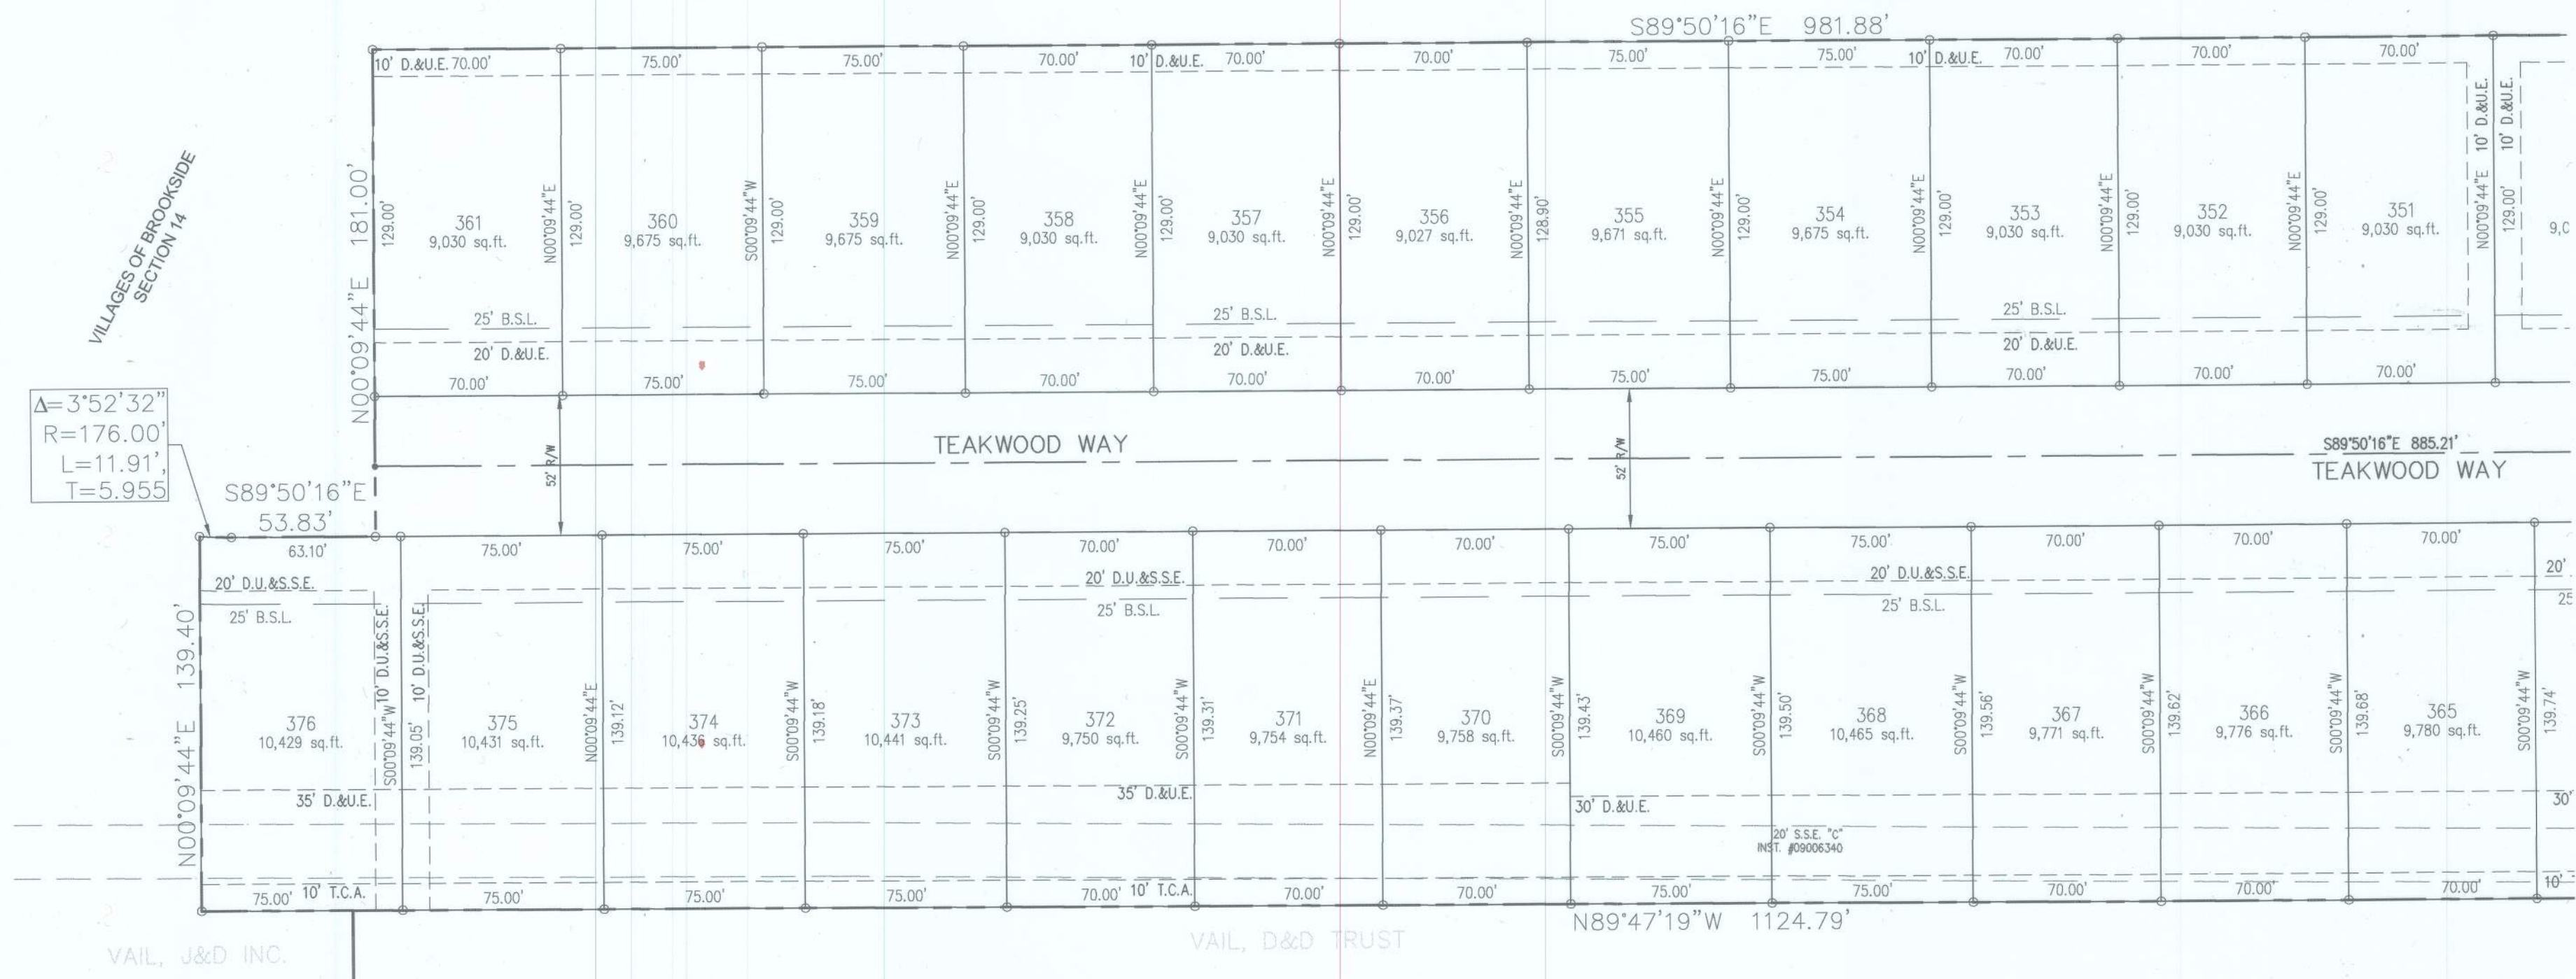 S89°50'16"E 981.88'
10' D.&U.E. 70.00' 75.00' 75.00' 70.00' 10' D.&U.E. 70.00' 70.00' 75.00' 75.00' 10' D.&U.E. 70.00' 70.00' 70.00'
VILLAGES OF BROOKSIDE
SECTION 14
N00°09'44"E 181.00'
129.00'
361
9,030 sq.ft.
N00°09'44"E
129.00'
360
9,675 sq.ft.
S00°09'44"W
129.00'
359
9,675 sq.ft.
N00°09'44"E
129.00'
358
9,030 sq.ft.
N00°09'44"E
129.00'
357
9,030 sq.ft.
N00°09'44"E
129.00'
356
9,027 sq.ft.
N00°09'44"E
128.90'
355
9,671 sq.ft.
N00°09'44"E
129.00'
354
9,675 sq.ft.
N00°09'44"E
129.00'
353
9,030 sq.ft.
N00°09'44"E
129.00'
352
9,030 sq.ft.
N00°09'44"E
129.00'
351
9,030 sq.ft.
N00°09'44"E 10' D.&U.E.
129.00' 10' D.&U.E.
25' B.S.L. 25' B.S.L. 25' B.S.L.
20' D.&U.E. 20' D.&U.E. 20' D.&U.E.
70.00' 75.00' 75.00' 70.00' 70.00' 70.00' 75.00' 75.00' 70.00' 70.00' 70.00'
Δ=3°52'32"
R=176.00'
L=11.91',
T=5.955
52' R/W
TEAKWOOD WAY
52' R/W
S89°50'16"E 885.21'
TEAKWOOD WAY
S89°50'16"E
53.83'
63.10' 75.00' 75.00' 75.00' 70.00' 70.00' 70.00' 75.00' 75.00' 70.00' 70.00' 70.00'
20' D.U.&S.S.E. 20' D.U.&S.S.E. 20' D.U.&S.S.E. 20'
25' B.S.L. 25' B.S.L. 25' B.S.L. 25
N00°09'44"E 139.40'
376
10,429 sq.ft.
S00°09'44"W 10' D.U.&S.S.E.
139.05' 10' D.U.&S.S.E.
375
10,431 sq.ft.
N00°09'44"E
139.12'
374
10,436 sq.ft.
S00°09'44"W
139.18'
373
10,441 sq.ft.
S00°09'44"W
139.25'
372
9,750 sq.ft.
S00°09'44"W
139.31'
371
9,754 sq.ft.
N00°09'44"E
139.37'
370
9,758 sq.ft.
S00°09'44"W
139.43'
369
10,460 sq.ft.
S00°09'44"W
139.50'
368
10,465 sq.ft.
S00°09'44"W
139.56'
367
9,771 sq.ft.
S00°09'44"W
139.62'
366
9,776 sq.ft.
S00°09'44"W
139.68'
365
9,780 sq.ft.
S00°09'44"W
139.74'
35' D.&U.E. 35' D.&U.E. 30' D.&U.E. 30'
20' S.S.E. "C"
INST. #09006340
75.00' 10' T.C.A. 75.00' 75.00' 75.00' 70.00' 10' T.C.A. 70.00' 70.00' 75.00' 75.00' 70.00' 70.00' 70.00' 10'
N89°47'19"W 1124.79'
VAIL, J&D INC.
VAIL, D&D TRUST